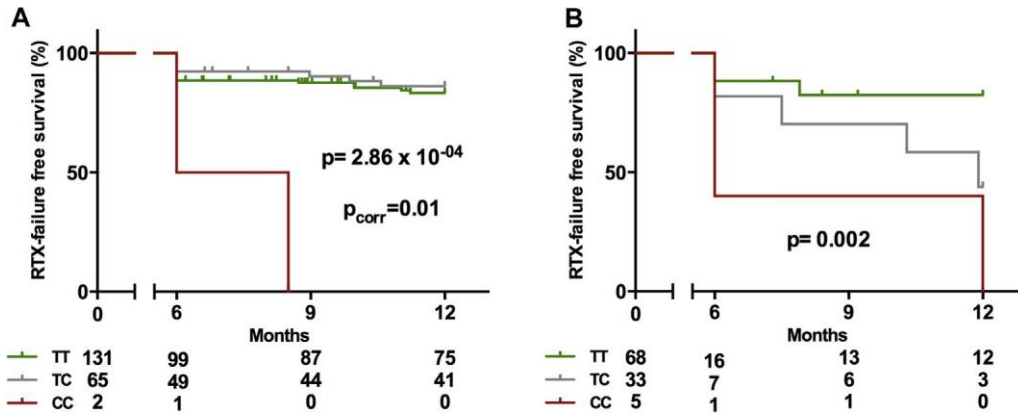 A
RTX-failure free survival (%)
100
50
0
p= 2.86 x 10-04
pcorr=0.01
0 6 9 12
Months
TT 131 99 87 75
TC 65 49 44 41
CC 2 1 0 0
B
RTX-failure free survival (%)
100
50
0
p= 0.002
0 6 9 12
Months
TT 68 16 13 12
TC 33 7 6 3
CC 5 1 1 0